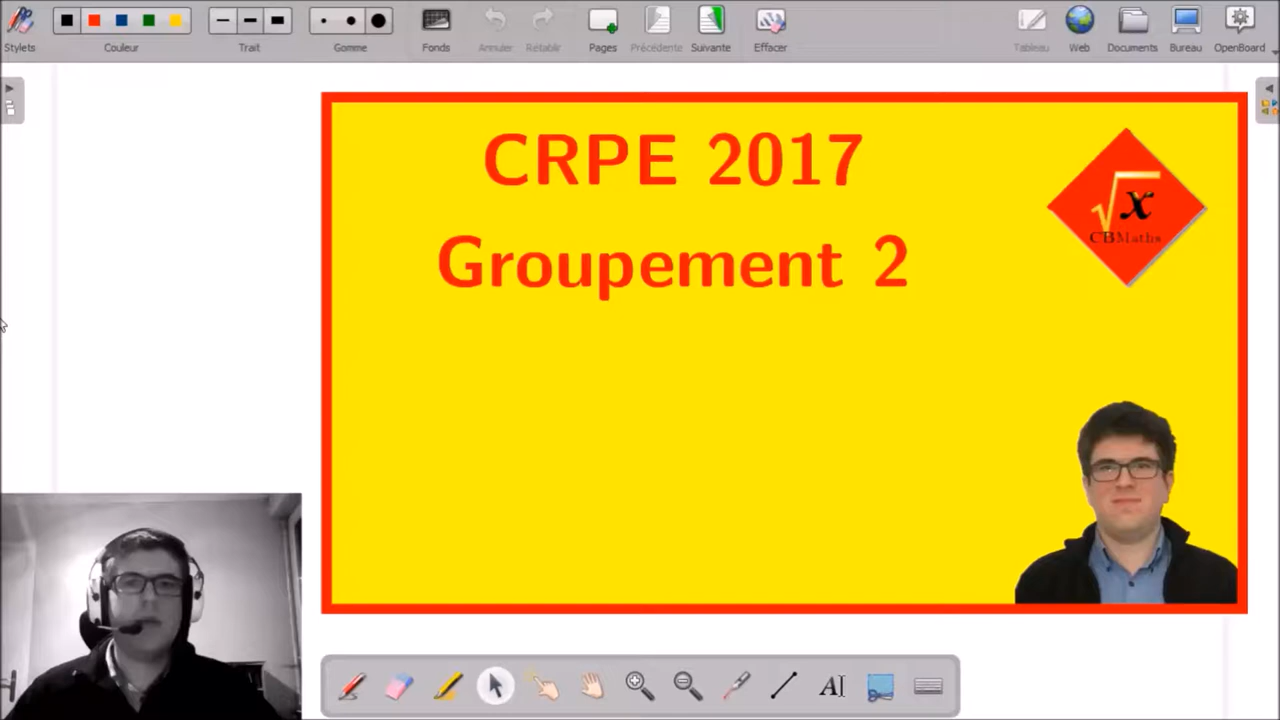 Stylets
Couleur
Trait
Gomme
Fonds
Annuler
Rétablir
Pages
Précédente
Suivante
Effacer
Tableau
Web
Documents
Bureau
OpenBoard
CRPE 2017
Groupement 2
√x
CBMaths
AI